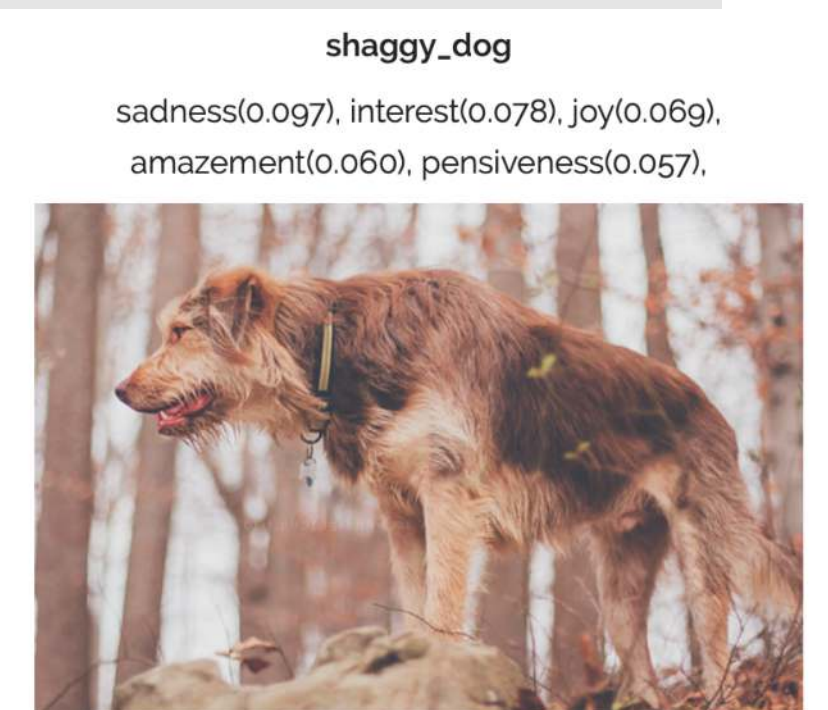 shaggy_dog
sadness(0.097), interest(0.078), joy(0.069),
amazement(0.060), pensiveness(0.057),